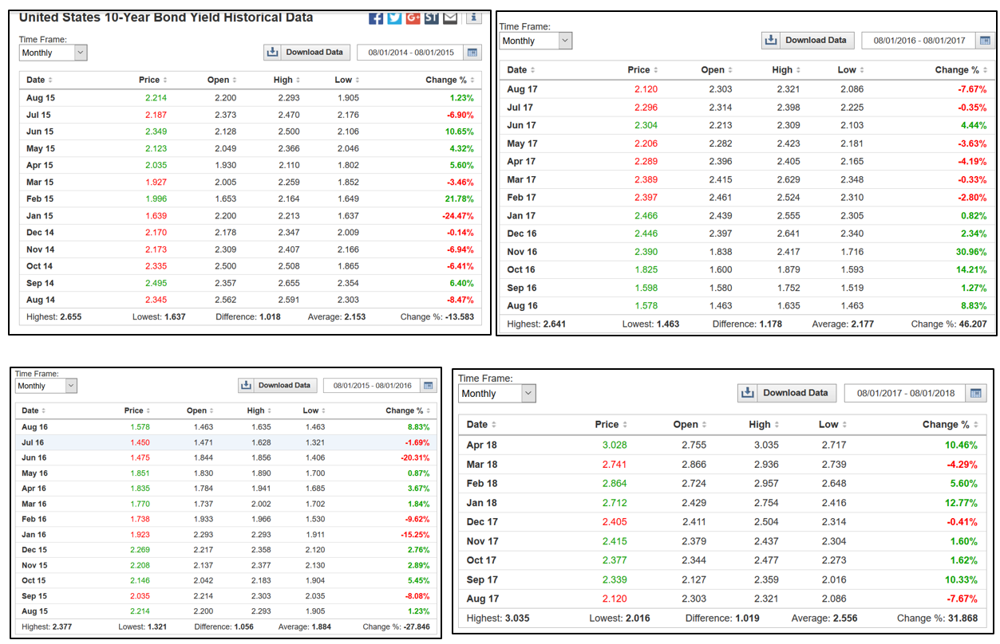 United States 10-Year Bond Yield Historical Data
f G+ ST i
Time Frame:
Monthly Download Data 08/01/2014 - 08/01/2015
Date Price Open High Low Change %
Aug 15 2.214 2.200 2.293 1.905 1.23%
Jul 15 2.187 2.373 2.470 2.176 -6.90%
Jun 15 2.349 2.128 2.500 2.106 10.65%
May 15 2.123 2.049 2.366 2.046 4.32%
Apr 15 2.035 1.930 2.110 1.802 5.60%
Mar 15 1.927 2.005 2.259 1.852 -3.46%
Feb 15 1.996 1.653 2.164 1.649 21.78%
Jan 15 1.639 2.200 2.213 1.637 -24.47%
Dec 14 2.170 2.178 2.347 2.009 -0.14%
Nov 14 2.173 2.309 2.407 2.166 -6.94%
Oct 14 2.335 2.500 2.508 1.865 -6.41%
Sep 14 2.495 2.357 2.655 2.354 6.40%
Aug 14 2.345 2.562 2.591 2.303 -8.47%
Highest: 2.655 Lowest: 1.637 Difference: 1.018 Average: 2.153 Change %: -13.583
Time Frame:
Monthly Download Data 08/01/2016 - 08/01/2017
Date Price Open High Low Change %
Aug 17 2.120 2.303 2.321 2.086 -7.67%
Jul 17 2.296 2.314 2.398 2.225 -0.35%
Jun 17 2.304 2.213 2.309 2.103 4.44%
May 17 2.206 2.282 2.423 2.181 -3.63%
Apr 17 2.289 2.396 2.405 2.165 -4.19%
Mar 17 2.389 2.415 2.629 2.348 -0.33%
Feb 17 2.397 2.461 2.524 2.310 -2.80%
Jan 17 2.466 2.439 2.555 2.305 0.82%
Dec 16 2.446 2.397 2.641 2.340 2.34%
Nov 16 2.390 1.838 2.417 1.716 30.96%
Oct 16 1.825 1.600 1.879 1.593 14.21%
Sep 16 1.598 1.580 1.752 1.519 1.27%
Aug 16 1.578 1.463 1.635 1.463 8.83%
Highest: 2.641 Lowest: 1.463 Difference: 1.178 Average: 2.177 Change %: 46.207
Time Frame:
Monthly Download Data 08/01/2015 - 08/01/2016
Date Price Open High Low Change %
Aug 16 1.578 1.463 1.635 1.463 8.83%
Jul 16 1.450 1.471 1.628 1.321 -1.69%
Jun 16 1.475 1.844 1.856 1.406 -20.31%
May 16 1.851 1.830 1.890 1.700 0.87%
Apr 16 1.835 1.784 1.941 1.685 3.67%
Mar 16 1.770 1.737 2.002 1.702 1.84%
Feb 16 1.738 1.933 1.966 1.530 -9.62%
Jan 16 1.923 2.293 2.293 1.911 -15.25%
Dec 15 2.269 2.217 2.358 2.120 2.76%
Nov 15 2.208 2.137 2.377 2.130 2.89%
Oct 15 2.146 2.042 2.183 1.904 5.45%
Sep 15 2.035 2.214 2.303 2.035 -8.08%
Aug 15 2.214 2.200 2.293 1.905 1.23%
Highest: 2.377 Lowest: 1.321 Difference: 1.056 Average: 1.884 Change %: -27.846
Time Frame:
Monthly Download Data 08/01/2017 - 08/01/2018
Date Price Open High Low Change %
Apr 18 3.028 2.755 3.035 2.717 10.46%
Mar 18 2.741 2.866 2.936 2.739 -4.29%
Feb 18 2.864 2.724 2.957 2.648 5.60%
Jan 18 2.712 2.429 2.754 2.416 12.77%
Dec 17 2.405 2.411 2.504 2.314 -0.41%
Nov 17 2.415 2.379 2.437 2.304 1.60%
Oct 17 2.377 2.344 2.477 2.273 1.62%
Sep 17 2.339 2.127 2.359 2.016 10.33%
Aug 17 2.120 2.303 2.321 2.086 -7.67%
Highest: 3.035 Lowest: 2.016 Difference: 1.019 Average: 2.556 Change %: 31.868